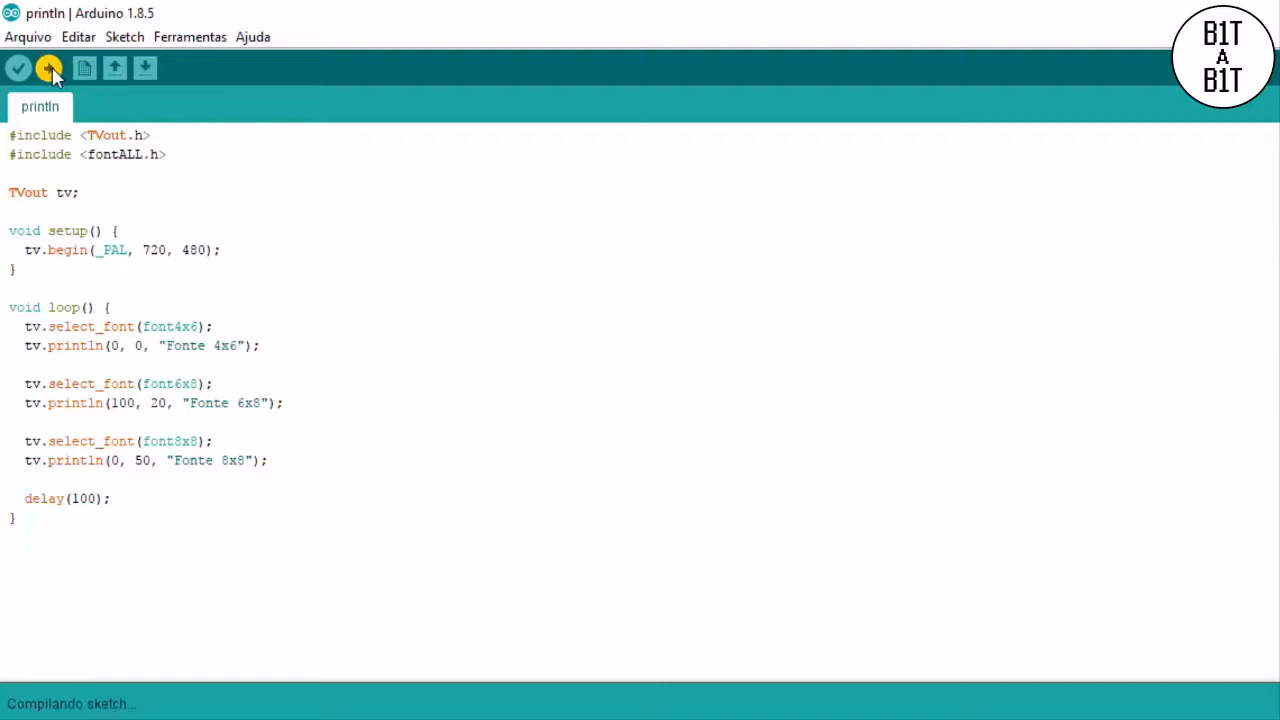 println | Arduino 1.8.5
Arquivo Editar Sketch Ferramentas Ajuda
B1T
A
B1T
println
#include <TVout.h>
#include <fontALL.h>
TVout tv;
void setup() {
  tv.begin(_PAL, 720, 480);
}
void loop() {
  tv.select_font(font4x6);
  tv.println(0, 0, "Fonte 4x6");
  tv.select_font(font6x8);
  tv.println(100, 20, "Fonte 6x8");
  tv.select_font(font8x8);
  tv.println(0, 50, "Fonte 8x8");
  delay(100);
}
Compilando sketch...